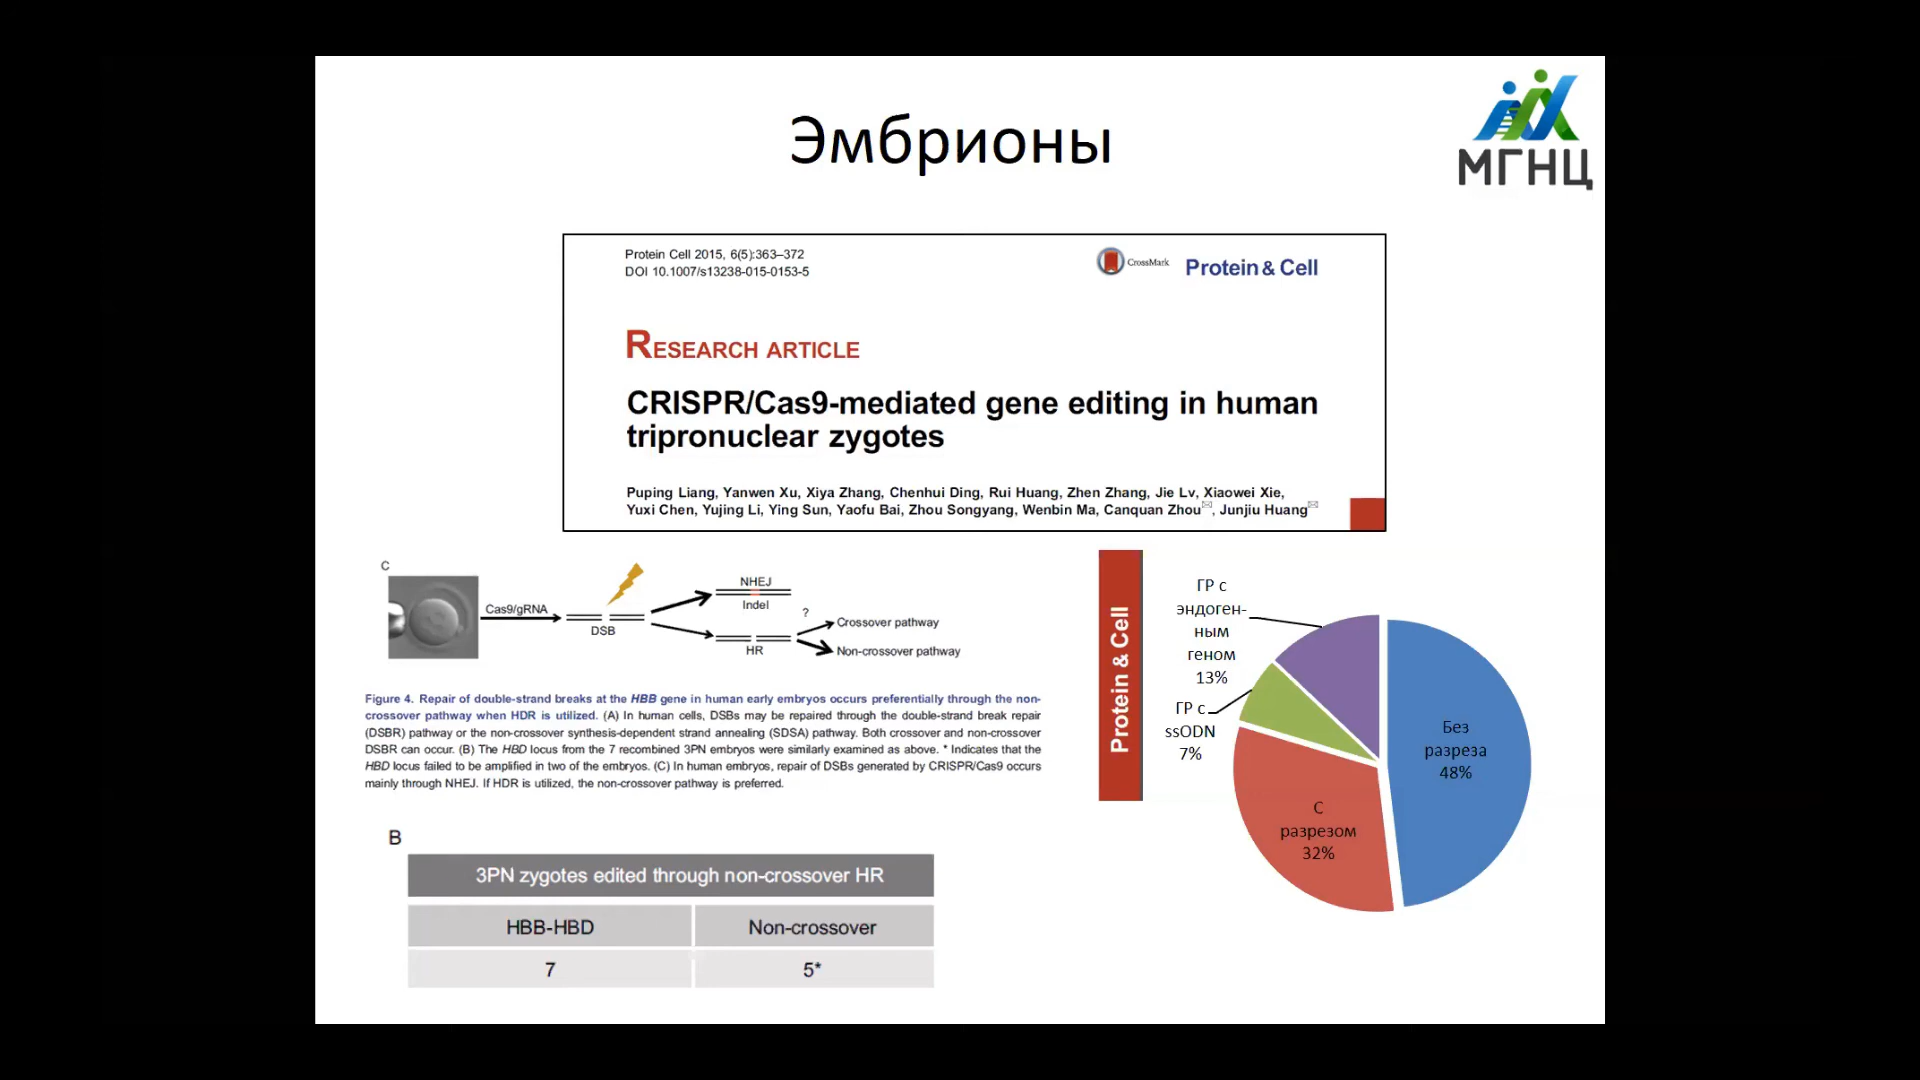 Эмбрионы
МГНЦ
Protein Cell 2015, 6(5):363–372
DOI 10.1007/s13238-015-0153-5
CrossMark
Protein & Cell
RESEARCH ARTICLE
CRISPR/Cas9-mediated gene editing in human
tripronuclear zygotes
Puping Liang, Yanwen Xu, Xiya Zhang, Chenhui Ding, Rui Huang, Zhen Zhang, Jie Lv, Xiaowei Xie,
Yuxi Chen, Yujing Li, Ying Sun, Yaofu Bai, Zhou Songyang, Wenbin Ma, Canquan Zhou, Junjiu Huang
C
Cas9/gRNA
DSB
NHEJ
Indel
HR
?
Crossover pathway
Non-crossover pathway
Figure 4. Repair of double-strand breaks at the HBB gene in human early embryos occurs preferentially through the non-
crossover pathway when HDR is utilized. (A) In human cells, DSBs may be repaired through the double-strand break repair
(DSBR) pathway or the non-crossover synthesis-dependent strand annealing (SDSA) pathway. Both crossover and non-crossover
DSBR can occur. (B) The HBD locus from the 7 recombined 3PN embryos were similarly examined as above. * Indicates that the
HBD locus failed to be amplified in two of the embryos. (C) In human embryos, repair of DSBs generated by CRISPR/Cas9 occurs
mainly through NHEJ. If HDR is utilized, the non-crossover pathway is preferred.
B
3PN zygotes edited through non-crossover HR
HBB-HBD
Non-crossover
7
5*
Protein & Cell
ГР с
эндоген-
ным
геном
13%
ГР с
ssODN
7%
Без
разреза
48%
С
разрезом
32%